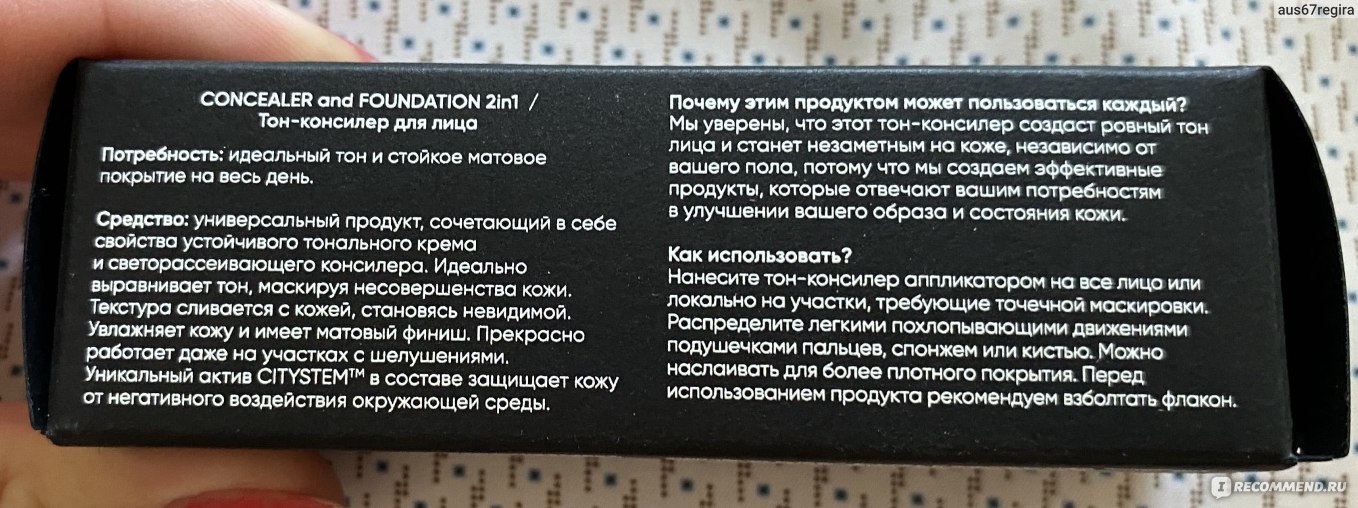 aus67regira
CONCEALER and FOUNDATION 2in1 /
Тон-консилер для лица
Потребность: идеальный тон и стойкое матовое
покрытие на весь день.
Средство: универсальный продукт, сочетающий в себе
свойства устойчивого тонального крема
и светорассеивающего консилера. Идеально
выравнивает тон, маскируя несовершенства кожи.
Текстура сливается с кожей, становясь невидимой.
Увлажняет кожу и имеет матовый финиш. Прекрасно
работает даже на участках с шелушениями.
Уникальный актив CITYSTEM™ в составе защищает кожу
от негативного воздействия окружающей среды.
Почему этим продуктом может пользоваться каждый?
Мы уверены, что этот тон-консилер создаст ровный тон
лица и станет незаметным на коже, независимо от
вашего пола, потому что мы создаем эффективные
продукты, которые отвечают вашим потребностям
в улучшении вашего образа и состояния кожи.
Как использовать?
Нанесите тон-консилер аппликатором на все лицо или
локально на участки, требующие точечной маскировки.
Распределите легкими похлопывающими движениями
подушечками пальцев, спонжем или кистью. Можно
наслаивать для более плотного покрытия. Перед
использованием продукта рекомендуем взболтать флакон.
RECOMMEND.RU